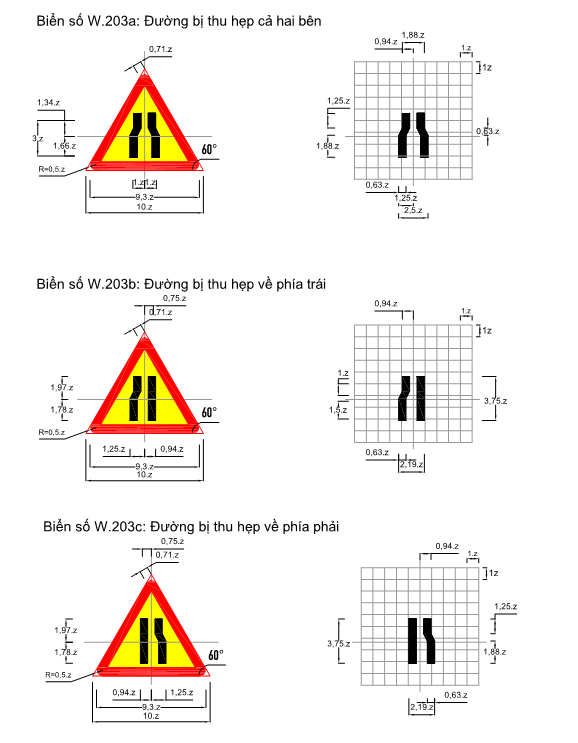 Biển số W.203a: Đường bị thu hẹp cả hai bên
0,71.z
1,34.z
3,z
1,66.z
R=0,5.z
60°
1.z 1.z
9,3.z
10.z
1,88.z
0,94.z
1.z
1z
1,25.z
0,63.z
1,88.z
0,63.z
1,25.z
2,5.z
Biển số W.203b: Đường bị thu hẹp về phía trái
0,75.z
0,71.z
1,97.z
1,78.z
R=0,5.z
60°
1,25.z
0,94.z
9,3.z
10.z
0,94.z
1.z
1z
1.z
1,5.z
3,75.z
0,63.z
2,19.z
Biển số W.203c: Đường bị thu hẹp về phía phải
0,75.z
0,71.z
1,97.z
1,78.z
R=0,5.z
60°
0,94.z
1,25.z
9,3.z
10.z
0,94.z
1.z
1z
1,25.z
3,75.z
1,88.z
0,63.z
2,19.z